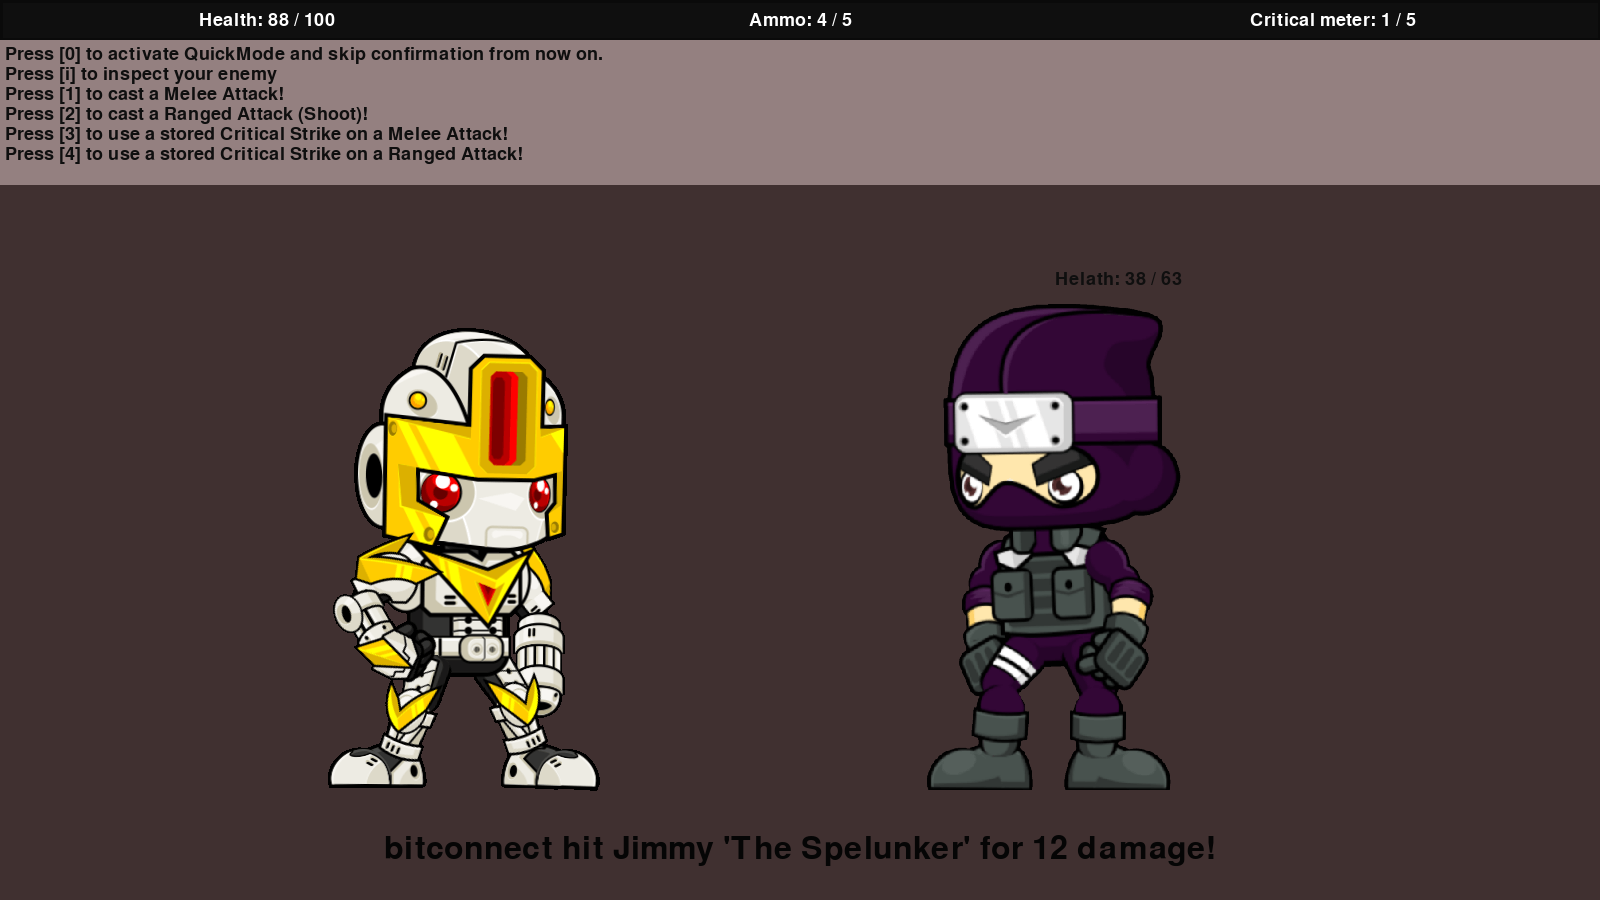 Health: 88 / 100
Ammo: 4 / 5
Critical meter: 1 / 5
Press [0] to activate QuickMode and skip confirmation from now on.
Press [i] to inspect your enemy
Press [1] to cast a Melee Attack!
Press [2] to cast a Ranged Attack (Shoot)!
Press [3] to use a stored Critical Strike on a Melee Attack!
Press [4] to use a stored Critical Strike on a Ranged Attack!
Helath: 38 / 63
bitconnect hit Jimmy 'The Spelunker' for 12 damage!